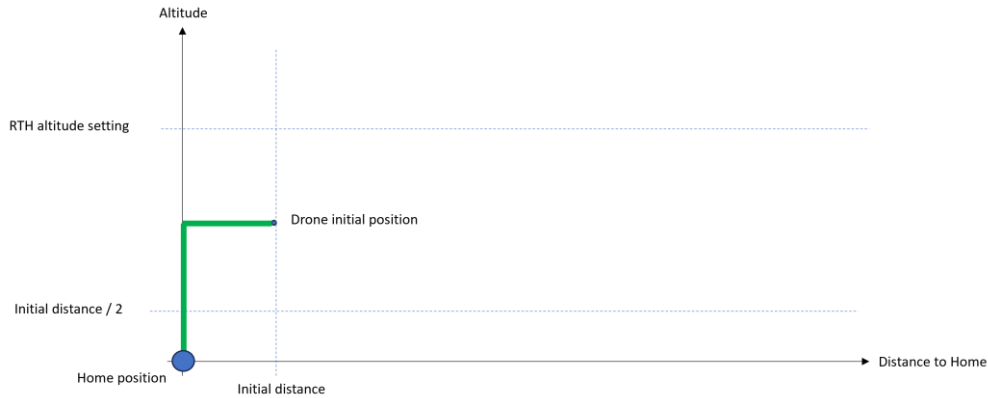 Altitude
RTH altitude setting
Drone initial position
Initial distance / 2
Distance to Home
Home position
Initial distance